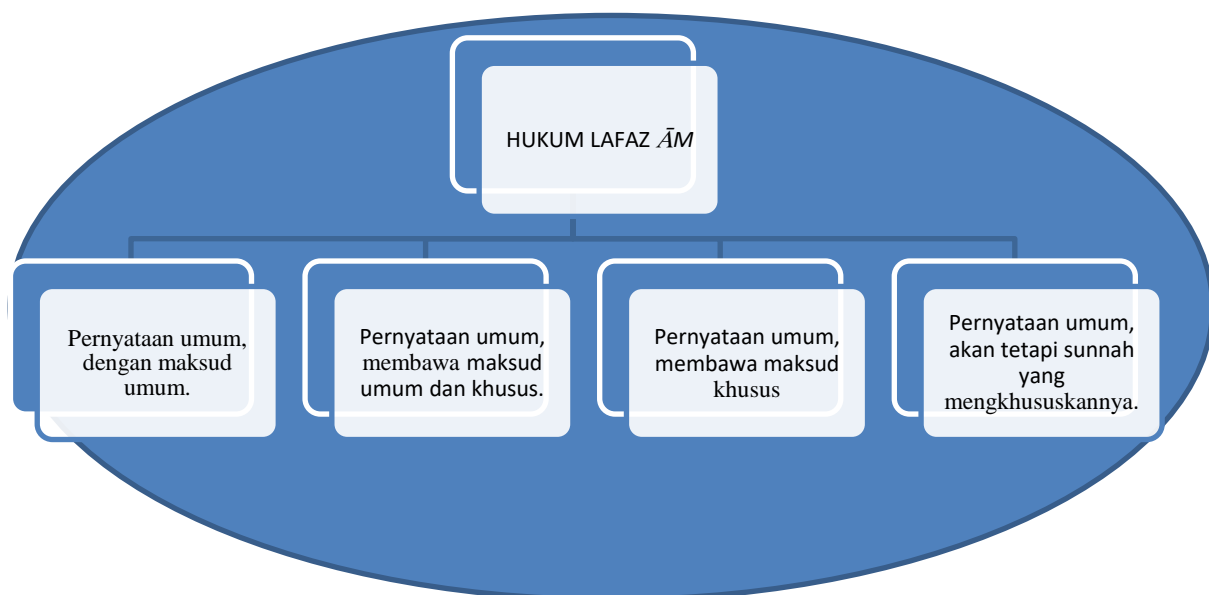 HUKUM LAFAZ ĀM
Pernyataan umum,
dengan maksud
umum.
Pernyataan umum,
membawa maksud
umum dan khusus.
Pernyataan umum,
membawa maksud
khusus
Pernyataan umum,
akan tetapi sunnah
yang
mengkhususkannya.